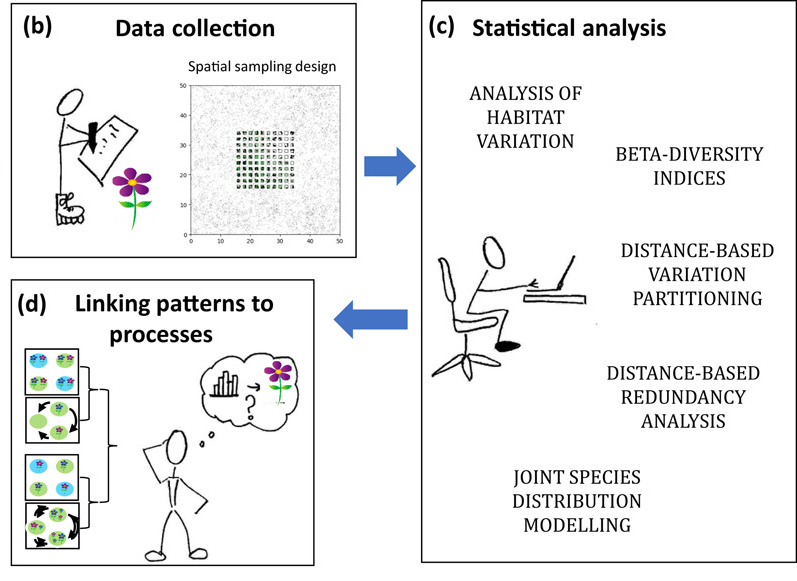 (b) Data collection
Spatial sampling design
50
40
30
20
10
0
0 10 20 30 40 50
(c) Statistical analysis
ANALYSIS OF
HABITAT
VARIATION
BETA-DIVERSITY
INDICES
DISTANCE-BASED
VARIATION
PARTITIONING
DISTANCE-BASED
REDUNDANCY
ANALYSIS
JOINT SPECIES
DISTRIBUTION
MODELLING
(d) Linking patterns to
processes
?